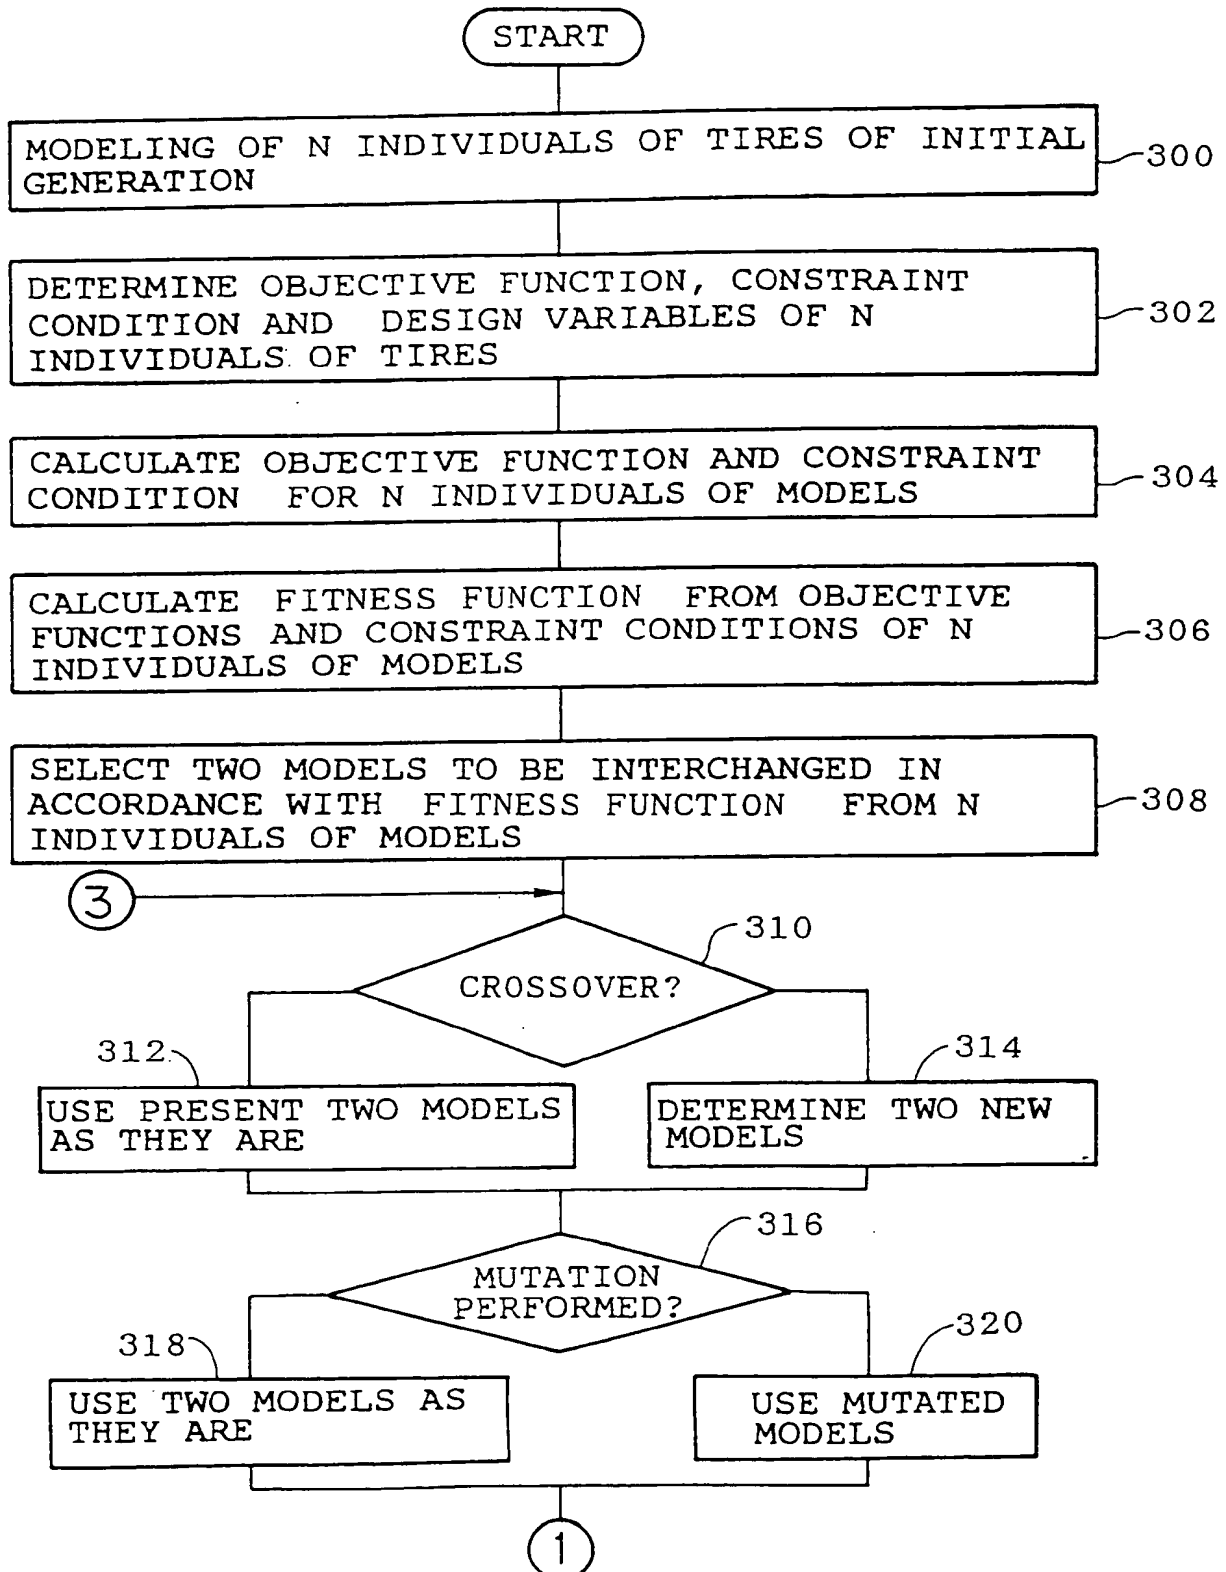 START
MODELING OF N INDIVIDUALS OF TIRES OF INITIAL
GENERATION
300
DETERMINE OBJECTIVE FUNCTION, CONSTRAINT
CONDITION AND DESIGN VARIABLES OF N
INDIVIDUALS OF TIRES
302
CALCULATE OBJECTIVE FUNCTION AND CONSTRAINT
CONDITION FOR N INDIVIDUALS OF MODELS
304
CALCULATE FITNESS FUNCTION FROM OBJECTIVE
FUNCTIONS AND CONSTRAINT CONDITIONS OF N
INDIVIDUALS OF MODELS
306
SELECT TWO MODELS TO BE INTERCHANGED IN
ACCORDANCE WITH FITNESS FUNCTION FROM N
INDIVIDUALS OF MODELS
308
3
310
CROSSOVER?
312
USE PRESENT TWO MODELS
AS THEY ARE
314
DETERMINE TWO NEW
MODELS
316
MUTATION
PERFORMED?
318
USE TWO MODELS AS
THEY ARE
320
USE MUTATED
MODELS
1